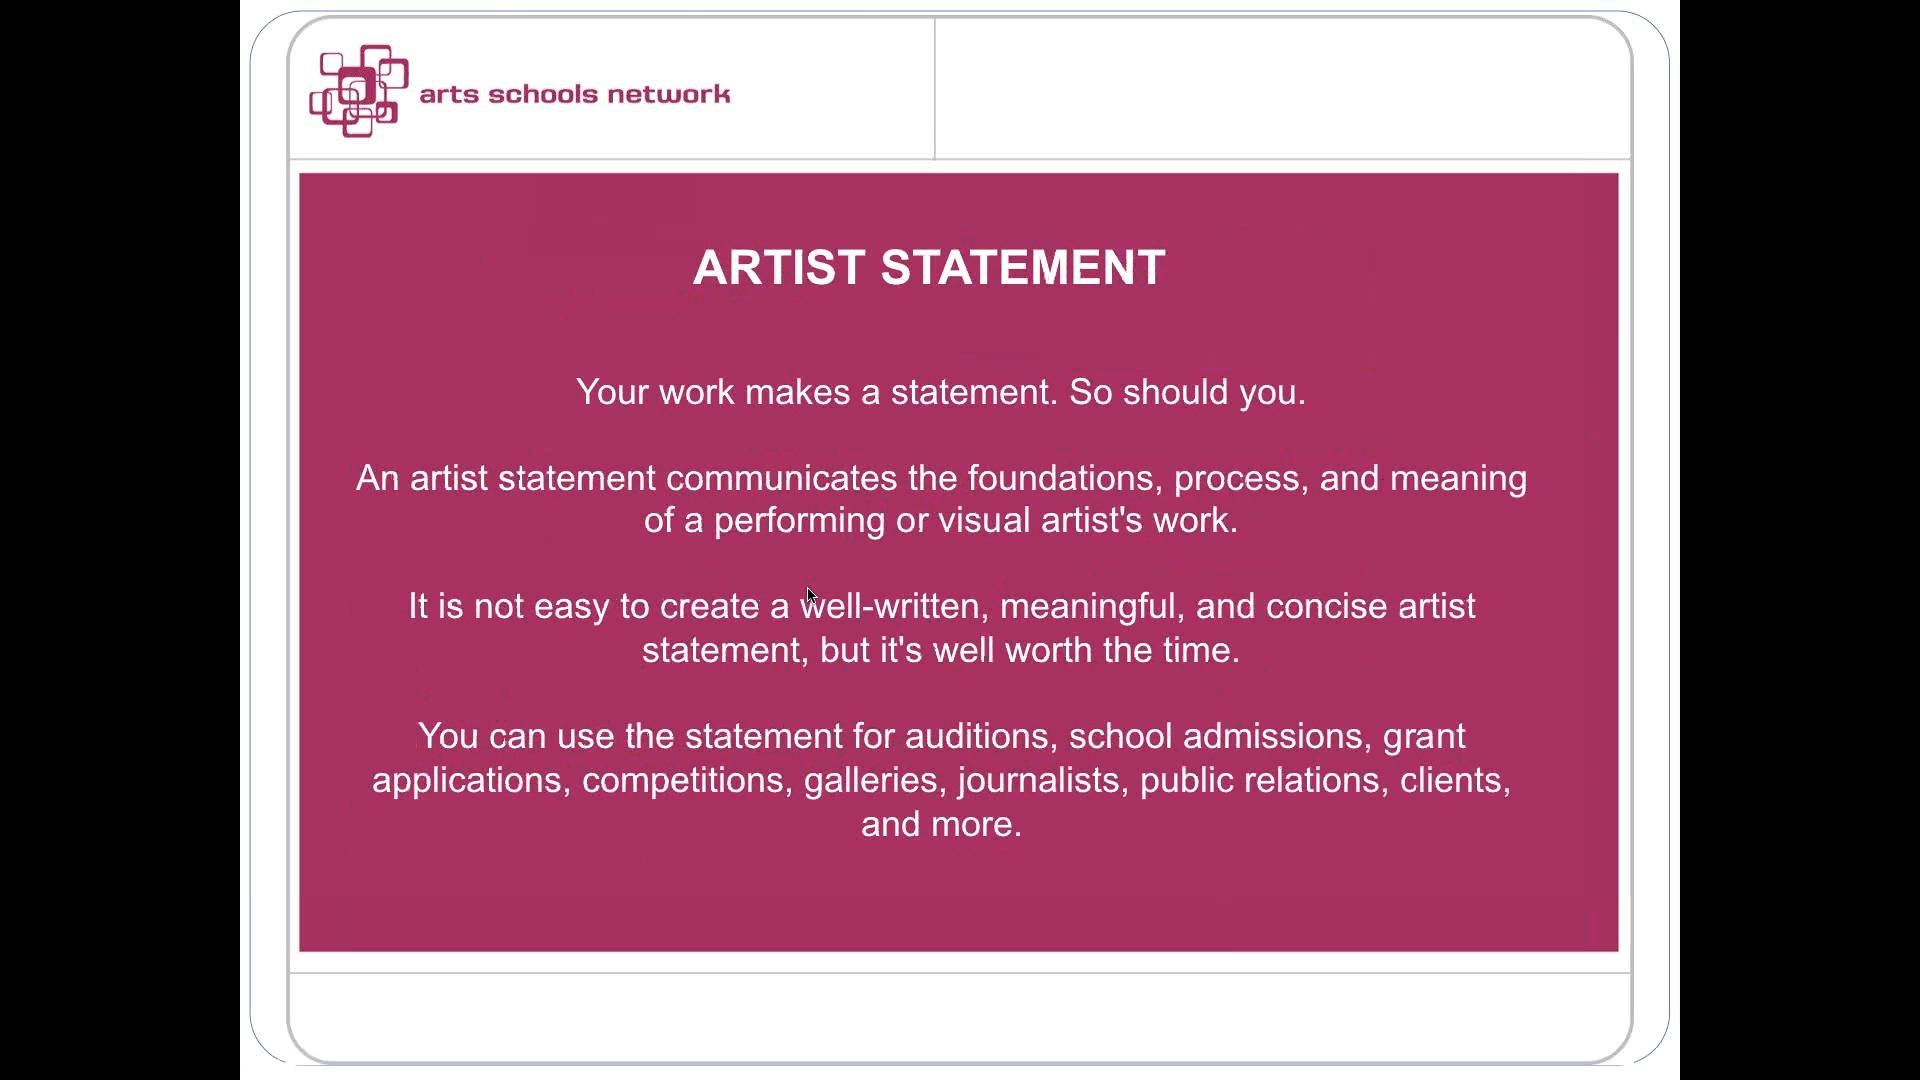 arts schools network
ARTIST STATEMENT
Your work makes a statement. So should you.
An artist statement communicates the foundations, process, and meaning
of a performing or visual artist's work.
It is not easy to create a well-written, meaningful, and concise artist
statement, but it's well worth the time.
You can use the statement for auditions, school admissions, grant
applications, competitions, galleries, journalists, public relations, clients,
and more.